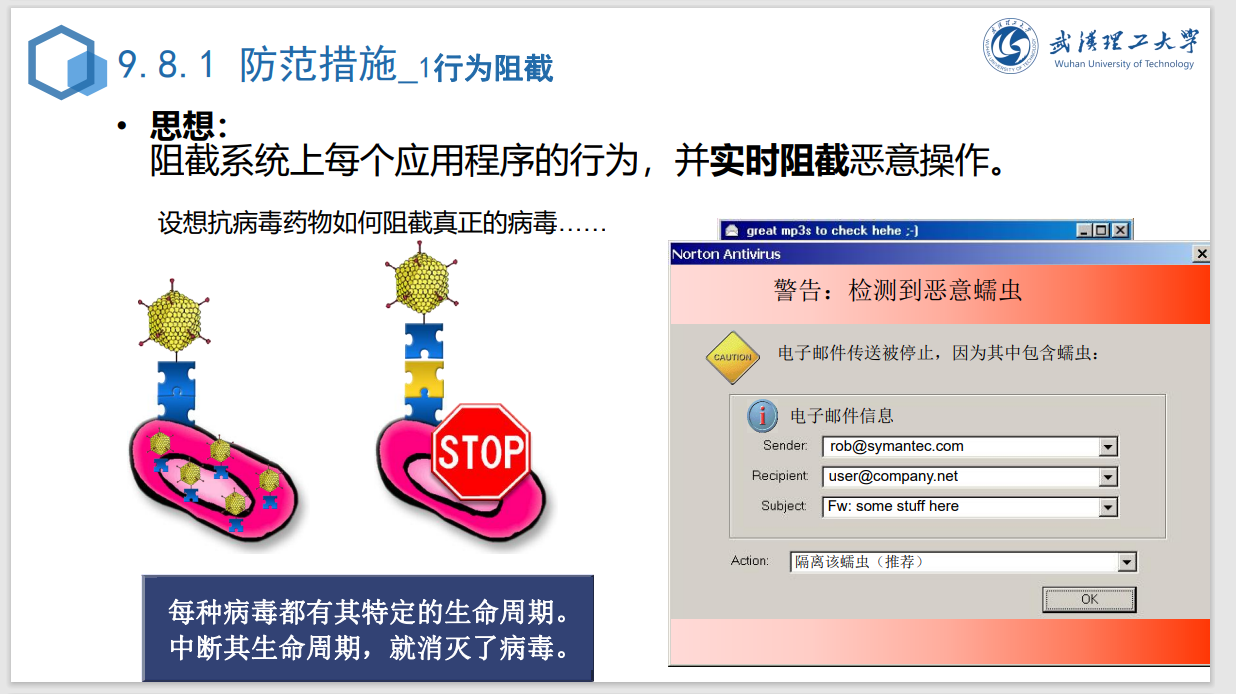 9.8.1 防范措施_1行为阻截
武汉理工大学
Wuhan University of Technology
• 思想：
阻截系统上每个应用程序的行为，并实时阻截恶意操作。
设想抗病毒药物如何阻截真正的病毒……
STOP
每种病毒都有其特定的生命周期。
中断其生命周期，就消灭了病毒。
great mp3s to check hehe ;-)
Norton Antivirus
警告：检测到恶意蠕虫
CAUTION
电子邮件传送被停止，因为其中包含蠕虫：
电子邮件信息
Sender: rob@symantec.com
Recipient: user@company.net
Subject: Fw: some stuff here
Action: 隔离该蠕虫（推荐）
OK